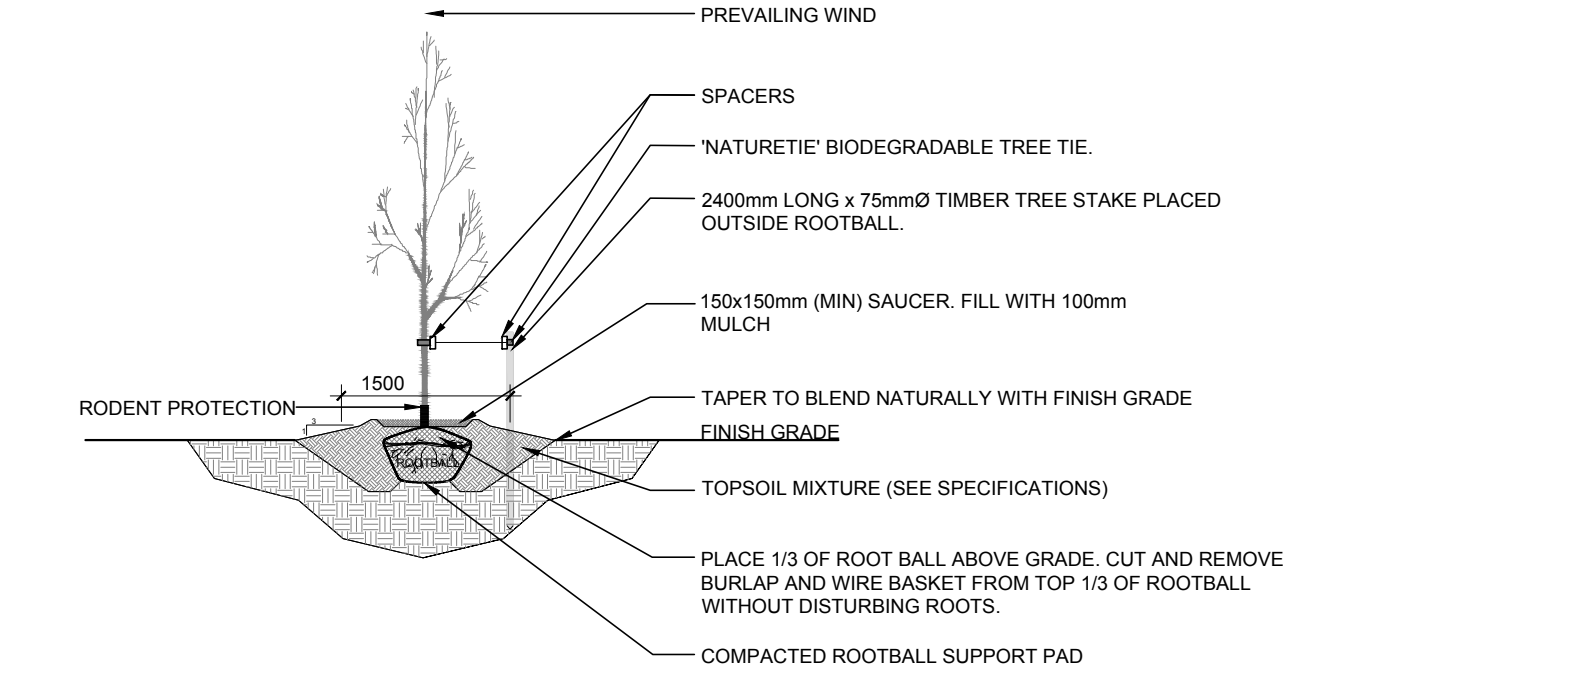 PREVAILING WIND
SPACERS
'NATURETIE' BIODEGRADABLE TREE TIE.
2400mm LONG x 75mmØ TIMBER TREE STAKE PLACED
OUTSIDE ROOTBALL.
150x150mm (MIN) SAUCER. FILL WITH 100mm
MULCH
1500
RODENT PROTECTION
3
1
TAPER TO BLEND NATURALLY WITH FINISH GRADE
FINISH GRADE
ROOTBALL
TOPSOIL MIXTURE (SEE SPECIFICATIONS)
PLACE 1/3 OF ROOT BALL ABOVE GRADE. CUT AND REMOVE
BURLAP AND WIRE BASKET FROM TOP 1/3 OF ROOTBALL
WITHOUT DISTURBING ROOTS.
COMPACTED ROOTBALL SUPPORT PAD